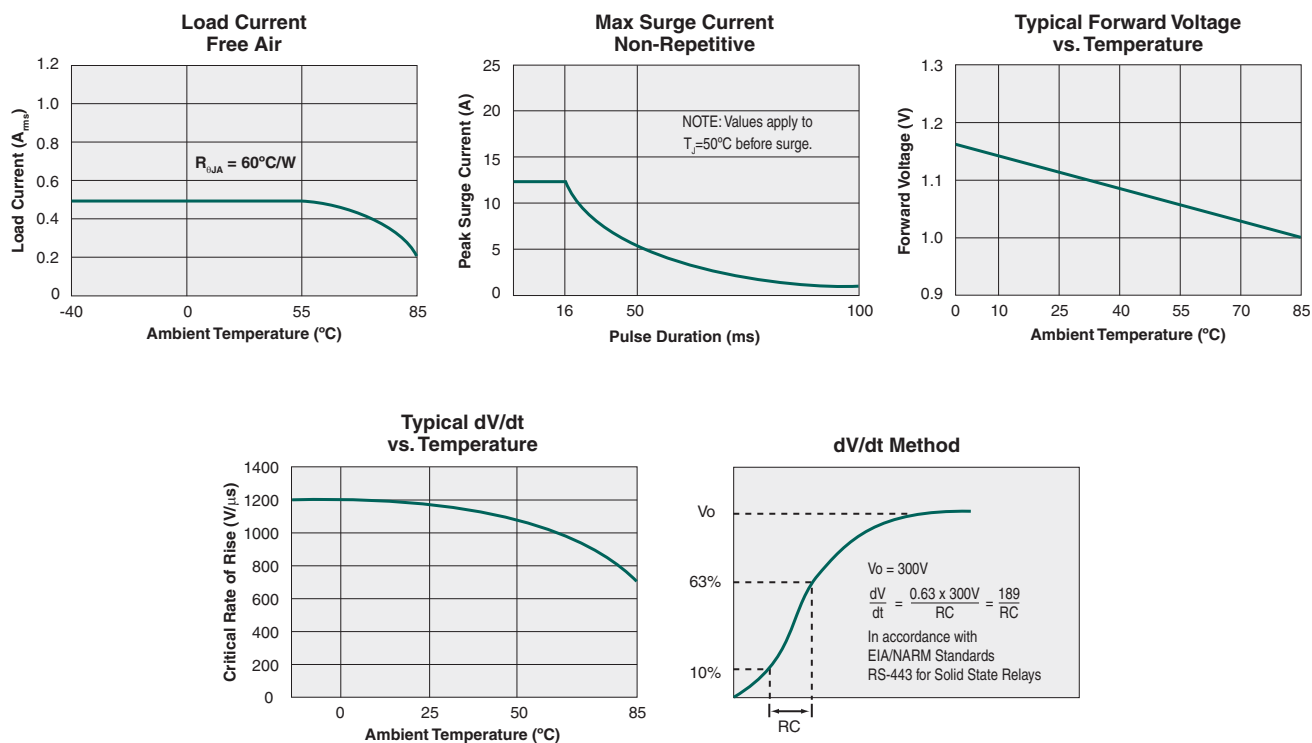 Load Current
Free Air
1.2
1.0
0.8
0.6
0.4
0.2
0
Load Current (Arms)
RθJA = 60ºC/W
-40 0 55 85
Ambient Temperature (ºC)
Max Surge Current
Non-Repetitive
25
20
15
10
5
0
Peak Surge Current (A)
NOTE: Values apply to
TJ=50ºC before surge.
16 50 100
Pulse Duration (ms)
Typical Forward Voltage
vs. Temperature
1.3
1.2
1.1
1.0
0.9
Forward Voltage (V)
0 10 25 40 55 70 85
Ambient Temperature (ºC)
Typical dV/dt
vs. Temperature
1400
1200
1000
800
600
400
200
0
Critical Rate of Rise (V/µs)
0 25 50 85
Ambient Temperature (ºC)
dV/dt Method
Vo
63%
10%
Vo = 300V
dV/dt = 0.63 x 300V/RC = 189/RC
In accordance with
EIA/NARM Standards
RS-443 for Solid State Relays
RC